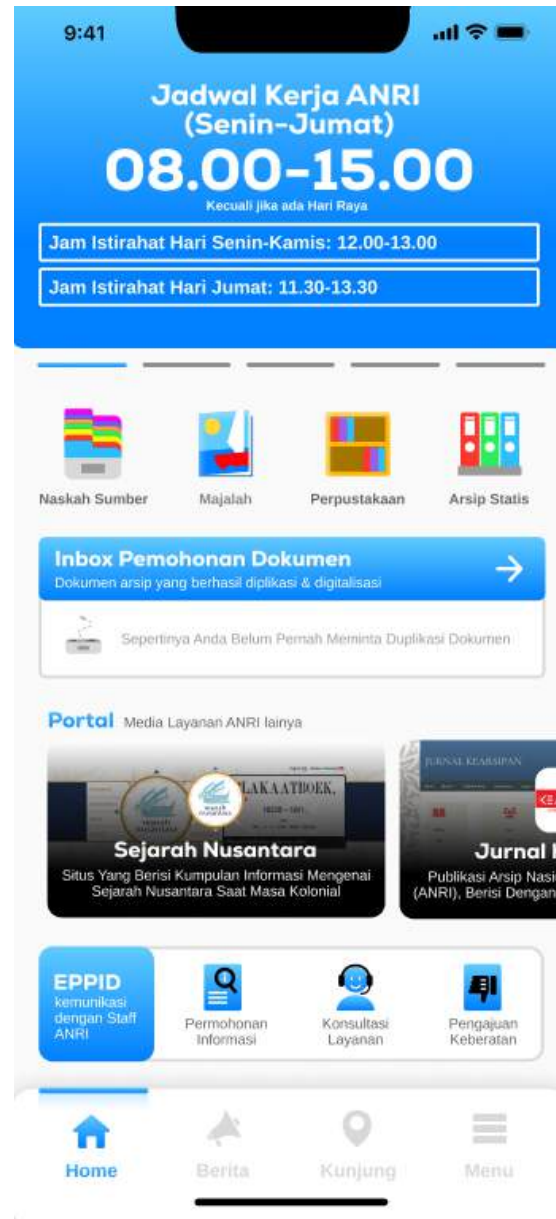 9:41
Jadwal Kerja ANRI
(Senin-Jumat)
08.00-15.00
Kecuali jika ada Hari Raya
Jam Istirahat Hari Senin-Kamis: 12.00-13.00
Jam Istirahat Hari Jumat: 11.30-13.30
Naskah Sumber
Majalah
Perpustakaan
Arsip Statis
Inbox Pemohonan Dokumen
Dokumen arsip yang berhasil diplikasi & digitalisasi
Sepertinya Anda Belum Pernah Meminta Duplikasi Dokumen
Portal Media Layanan ANRI lainya
JURNAL KEARSIPAN
LAKAATBOEK,
Sejarah Nusantara
Situs Yang Berisi Kumpulan Informasi Mengenai
Sejarah Nusantara Saat Masa Kolonial
Jurnal
Publikasi Arsip Nasi
(ANRI), Berisi Dengan
EPPID
kemunikasi
dengan Staff
ANRI
Permohonan
Informasi
Konsultasi
Layanan
Pengajuan
Keberatan
Home
Berita
Kunjung
Menu